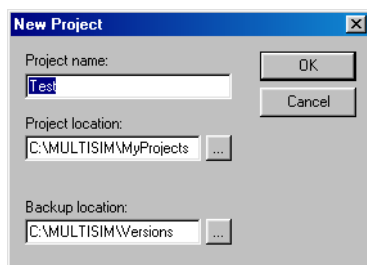 New Project
Project name:
Test
OK
Cancel
Project location:
C:\MULTISIM\MyProjects
...
Backup location:
C:\MULTISIM\Versions
...